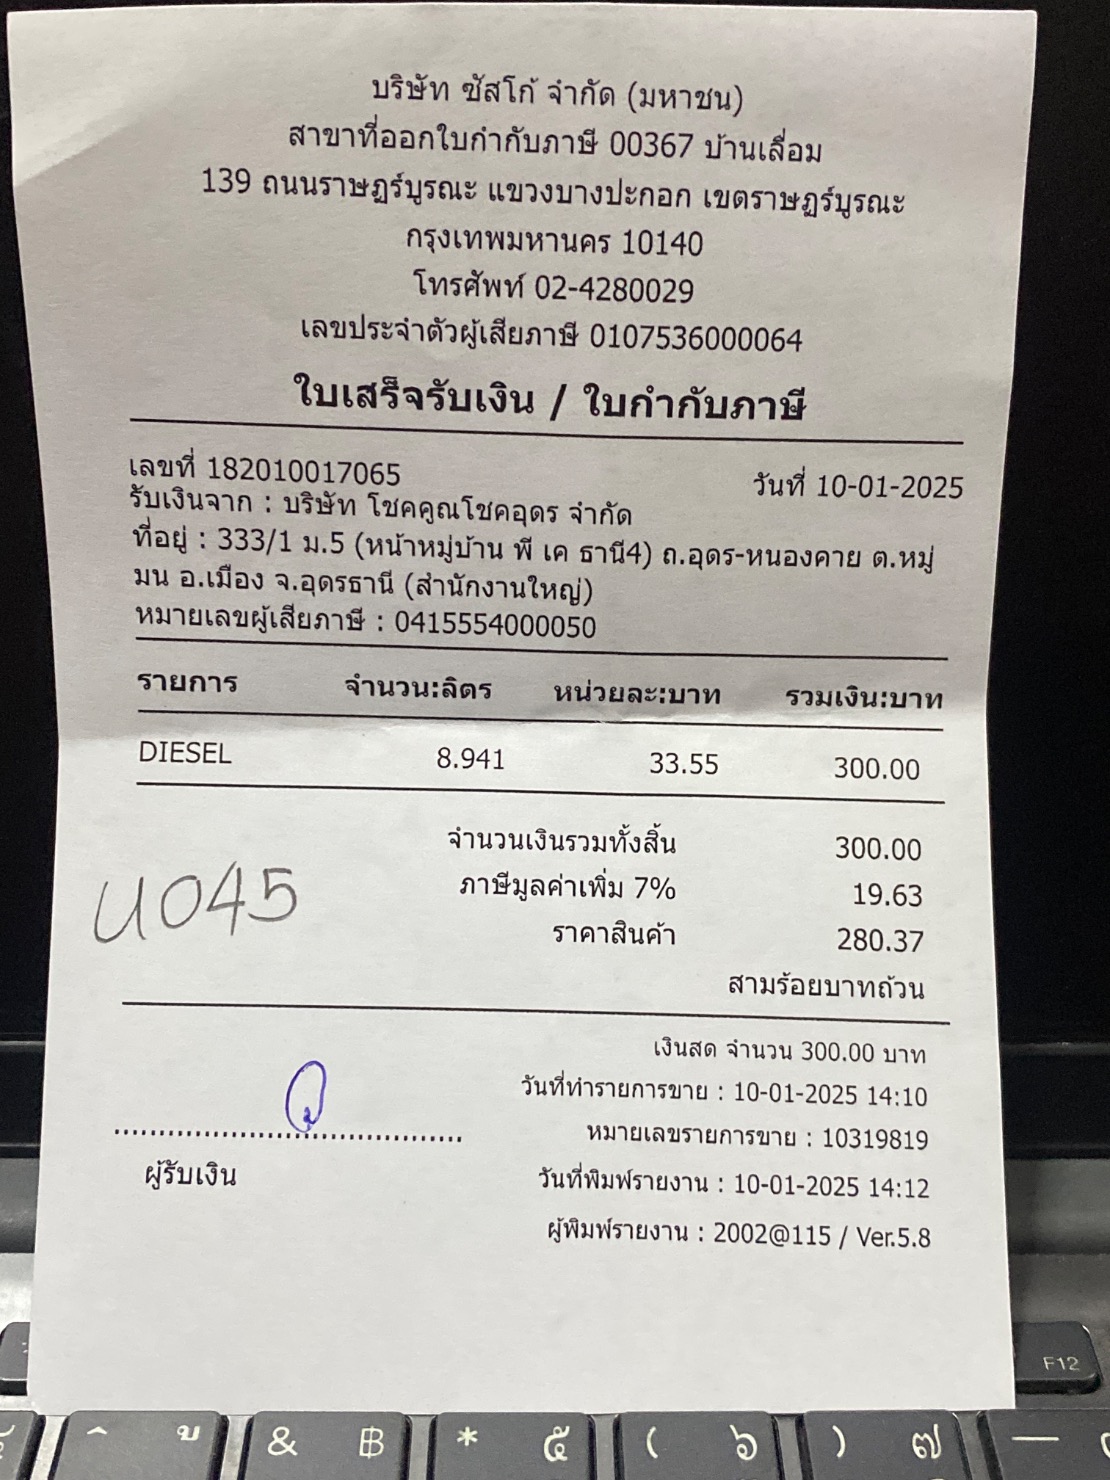 บริษัท ซัสโก้ จำกัด (มหาชน)
สาขาที่ออกใบกำกับภาษี 00367 บ้านเลื่อม
139 ถนนราษฏร์บูรณะ แขวงบางปะกอก เขตราษฏร์บูรณะ
กรุงเทพมหานคร 10140
โทรศัพท์ 02-4280029
เลขประจำตัวผู้เสียภาษี 0107536000064
ใบเสร็จรับเงิน / ใบกำกับภาษี
เลขที่ 182010017065 วันที่ 10-01-2025
รับเงินจาก : บริษัท โชคคูณโชคอุดร จำกัด
ที่อยู่ : 333/1 ม.5 (หน้าหมู่บ้าน พี เค ธานี4) ถ.อุดร-หนองคาย ต.หมู่
มน อ.เมือง จ.อุดรธานี (สำนักงานใหญ่)
หมายเลขผู้เสียภาษี : 0415554000050
รายการ จำนวน:ลิตร หน่วยละ:บาท รวมเงิน:บาท
DIESEL 8.941 33.55 300.00
จำนวนเงินรวมทั้งสิ้น 300.00
ภาษีมูลค่าเพิ่ม 7% 19.63
ราคาสินค้า 280.37
น045
สามร้อยบาทถ้วน
เงินสด จำนวน 300.00 บาท
วันที่ทำรายการขาย : 10-01-2025 14:10
หมายเลขรายการขาย : 10319819
ผู้รับเงิน
วันที่พิมพ์รายงาน : 10-01-2025 14:12
ผู้พิมพ์รายงาน : 2002@115 / Ver.5.8
F12
^ ข & ฿ * ๕ ( ๖ ) ๗ —